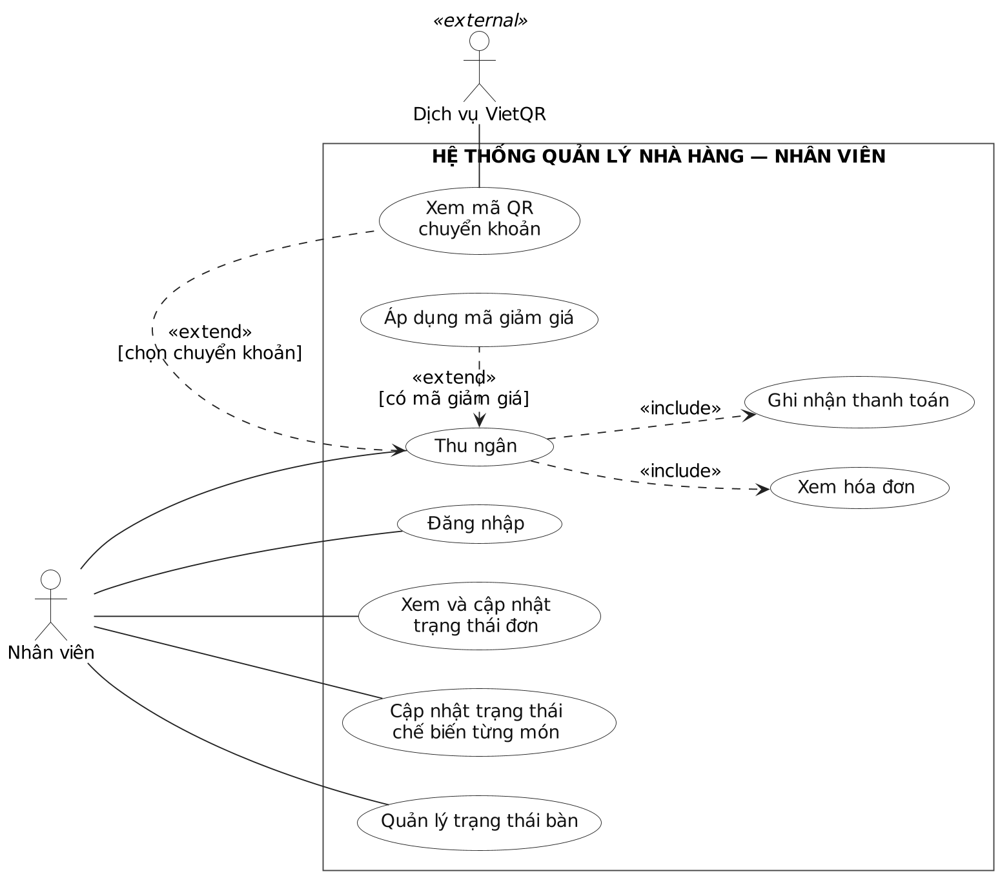 «external»
Dịch vụ VietQR
HỆ THỐNG QUẢN LÝ NHÀ HÀNG — NHÂN VIÊN
Xem mã QR
chuyển khoản
Áp dụng mã giảm giá
«extend»
[chọn chuyển khoản]
«extend»
[có mã giảm giá]
Thu ngân
«include»
Ghi nhận thanh toán
«include»
Xem hóa đơn
Đăng nhập
Nhân viên
Xem và cập nhật
trạng thái đơn
Cập nhật trạng thái
chế biến từng món
Quản lý trạng thái bàn